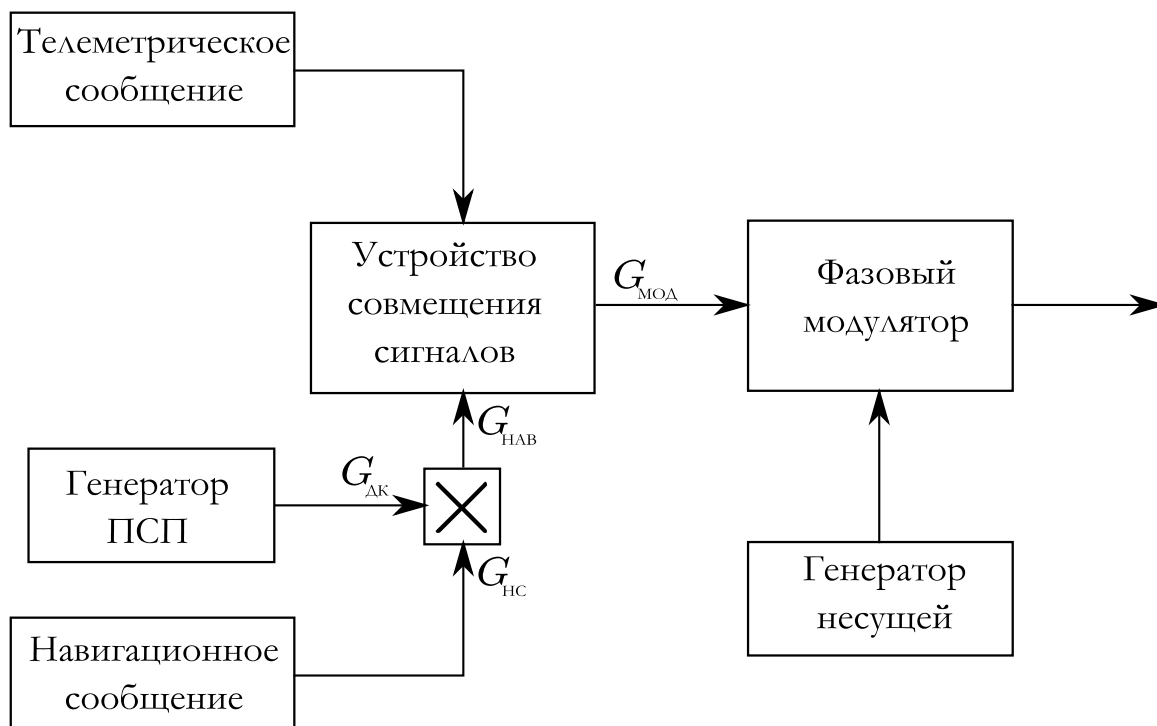 Телеметрическое
сообщение
Устройство
совмещения
сигналов
GМОД
Фазовый
модулятор
GНАВ
Генератор
ПСП
GДК
GНС
Генератор
несущей
Навигационное
сообщение